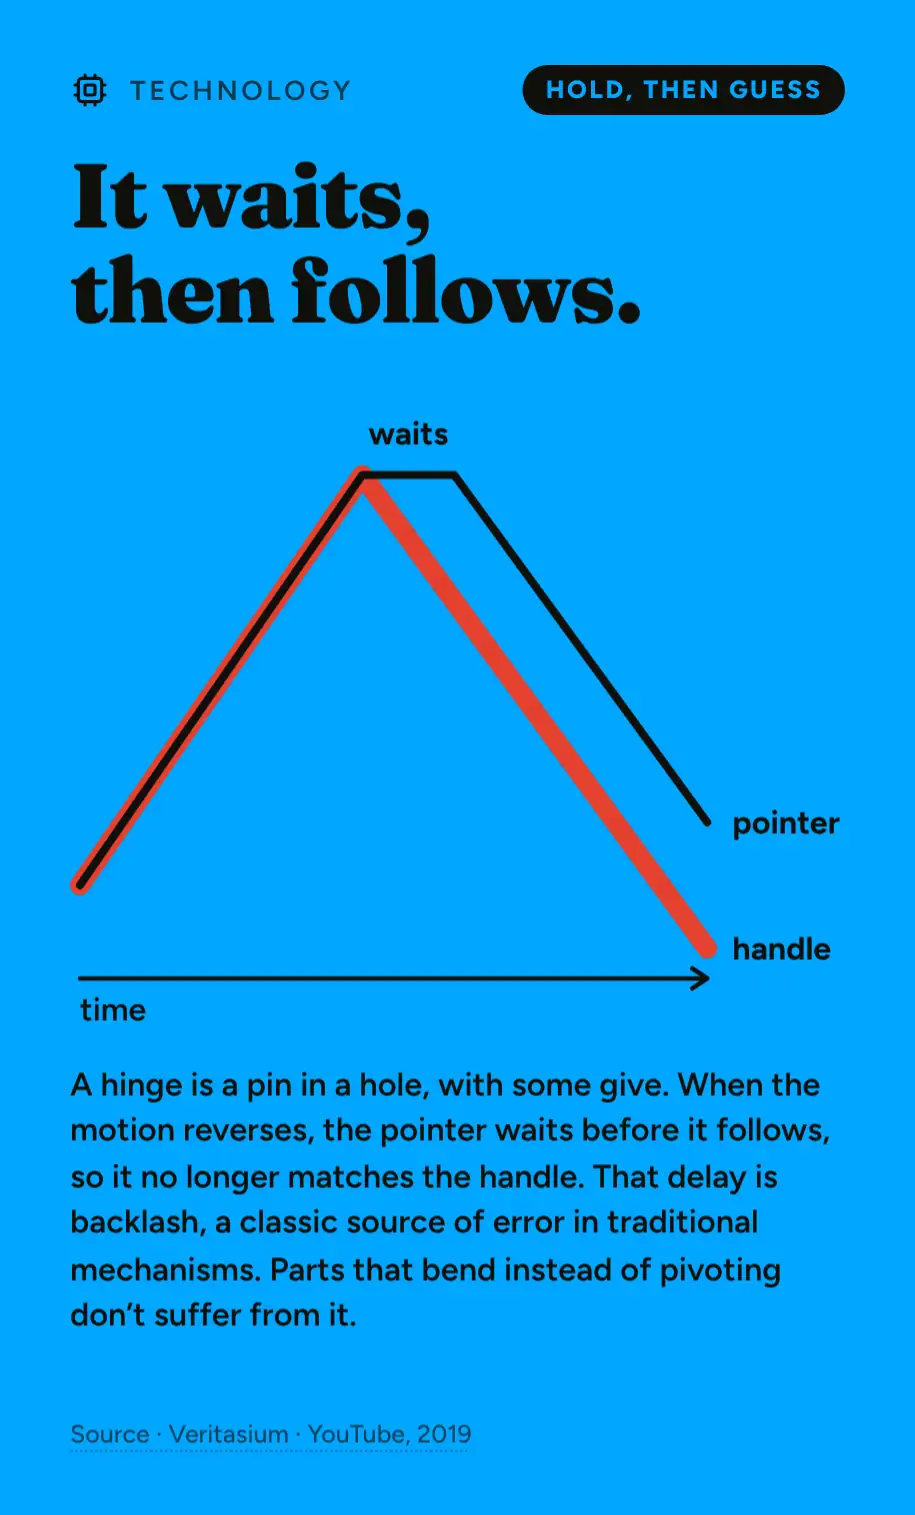 TECHNOLOGY
HOLD, THEN GUESS
It waits,
then follows.
waits
pointer
handle
time
A hinge is a pin in a hole, with some give. When the
motion reverses, the pointer waits before it follows,
so it no longer matches the handle. That delay is
backlash, a classic source of error in traditional
mechanisms. Parts that bend instead of pivoting
don’t suffer from it.
Source · Veritasium · YouTube, 2019